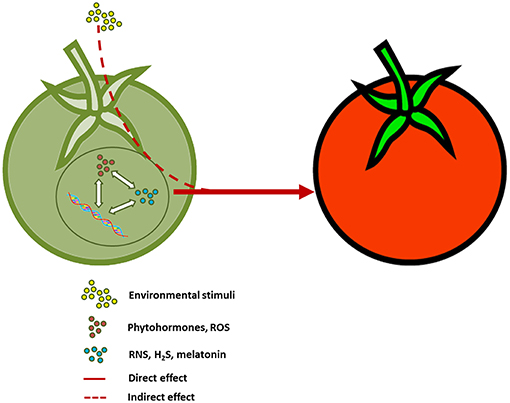 Environmental stimuli
Phytohormones, ROS
RNS, H₂S, melatonin
Direct effect
Indirect effect